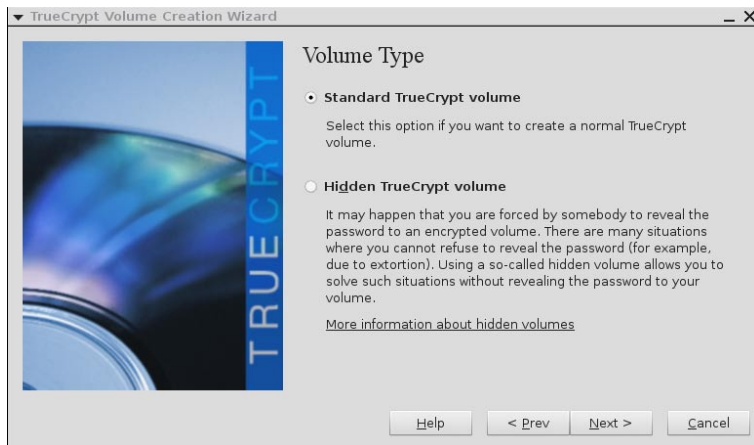 TrueCrypt Volume Creation Wizard
TRUECRYPT
Volume Type
Standard TrueCrypt volume
Select this option if you want to create a normal TrueCrypt
volume.
Hidden TrueCrypt volume
It may happen that you are forced by somebody to reveal the
password to an encrypted volume. There are many situations
where you cannot refuse to reveal the password (for example,
due to extortion). Using a so-called hidden volume allows you to
solve such situations without revealing the password to your
volume.
More information about hidden volumes
Help
< Prev
Next >
Cancel